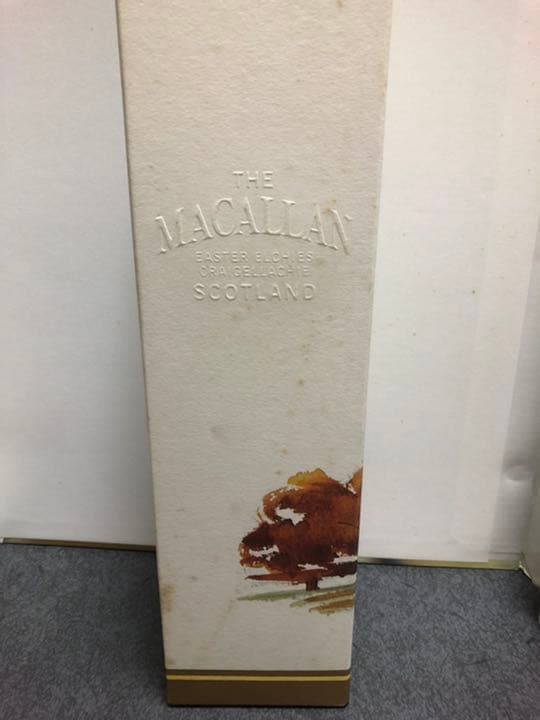 THE
MACALLAN
EASTER ELCHIES
CRAIGELLACHIE
SCOTLAND